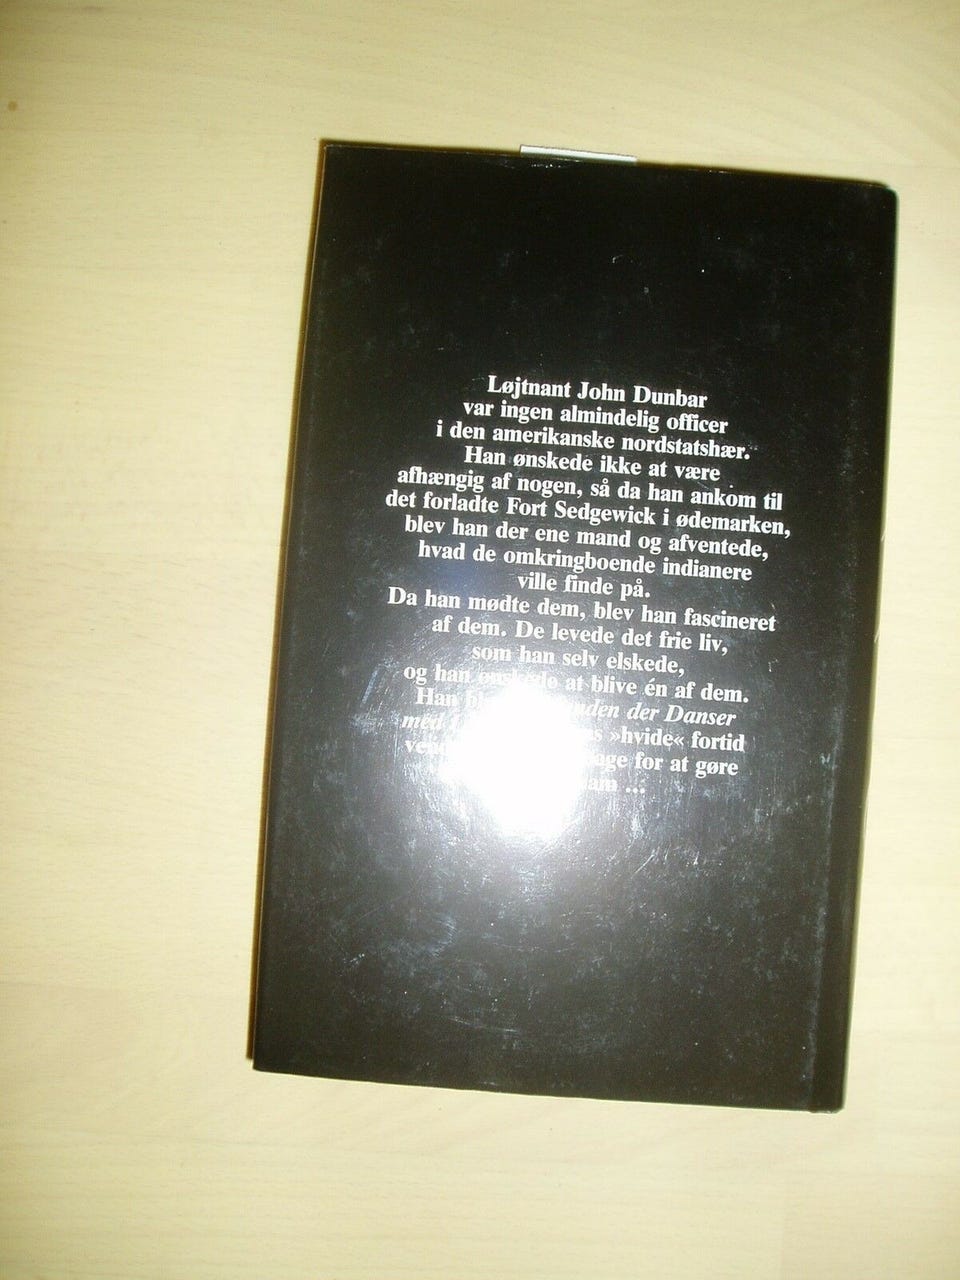 Løjtnant John Dunbar
var ingen almindelig officer
i den amerikanske nordstatshær.
Han ønskede ikke at være
afhængig af nogen, så da han ankom til
det forladte Fort Sedgewick i ødemarken,
blev han der ene mand og afventede,
hvad de omkringboende indianere
ville finde på.
Da han mødte dem, blev han fascineret
af dem. De levede det frie liv,
som han selv elskede,
og han ønskede at blive én af dem.
Han der Danser
med »hvide« fortid
for at gøre
...